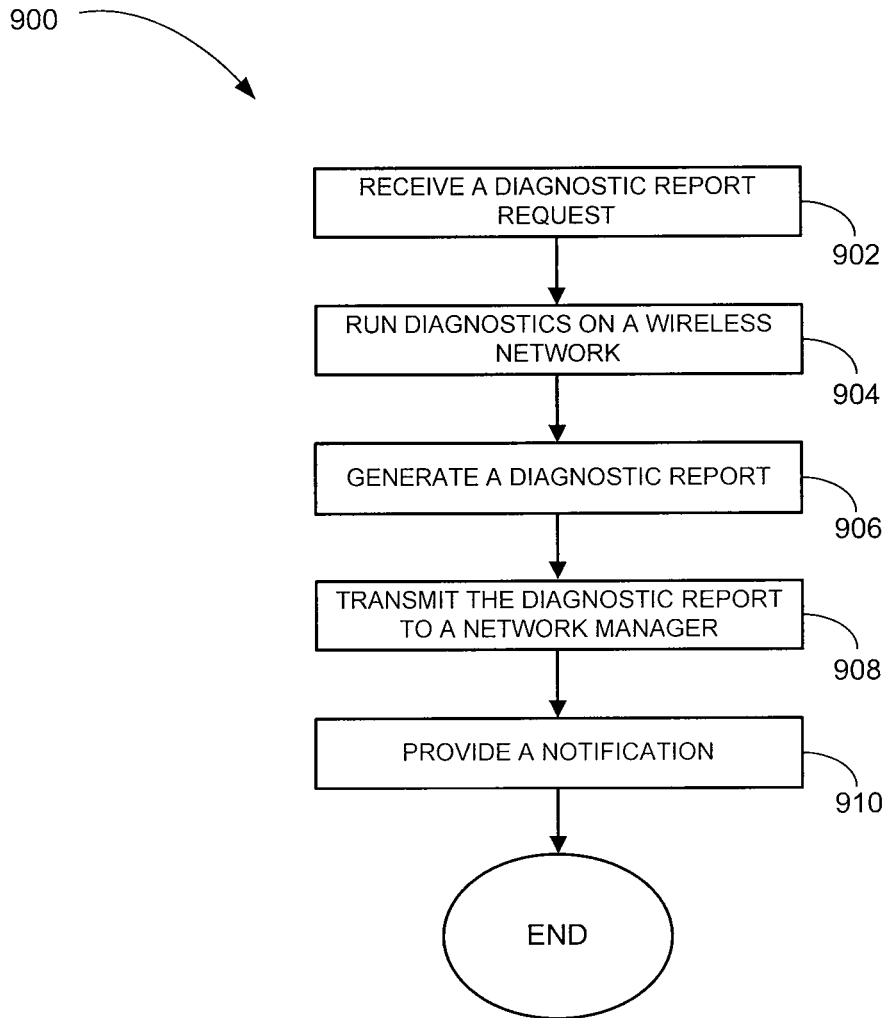 900
RECEIVE A DIAGNOSTIC REPORT
REQUEST
902
RUN DIAGNOSTICS ON A WIRELESS
NETWORK
904
GENERATE A DIAGNOSTIC REPORT
906
TRANSMIT THE DIAGNOSTIC REPORT
TO A NETWORK MANAGER
908
PROVIDE A NOTIFICATION
910
END